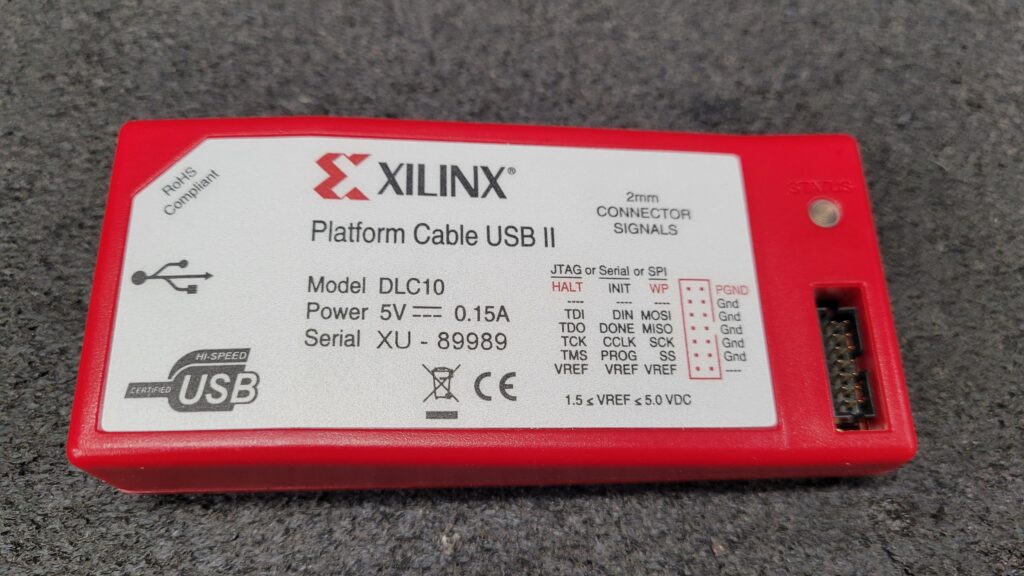 RoHS
Compliant
XILINX®
Platform Cable USB II
Model DLC10
Power 5V ⎓ 0.15A
Serial XU - 89989
HI-SPEED
CERTIFIED USB
CE
2mm
CONNECTOR
SIGNALS
JTAG or Serial or SPI
HALT INIT WP PGND
---- ---- ---- Gnd
TDI DIN MOSI Gnd
TDO DONE MISO Gnd
TCK CCLK SCK Gnd
TMS PROG SS Gnd
VREF VREF VREF ----
1.5 ≤ VREF ≤ 5.0 VDC
STATUS